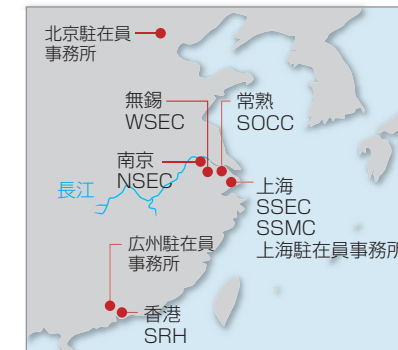 北京駐在員
事務所
無錫
WSEC
常熟
SOCC
南京
NSEC
長江
上海
SSEC
SSMC
上海駐在員事務所
広州駐在員
事務所
香港
SRH